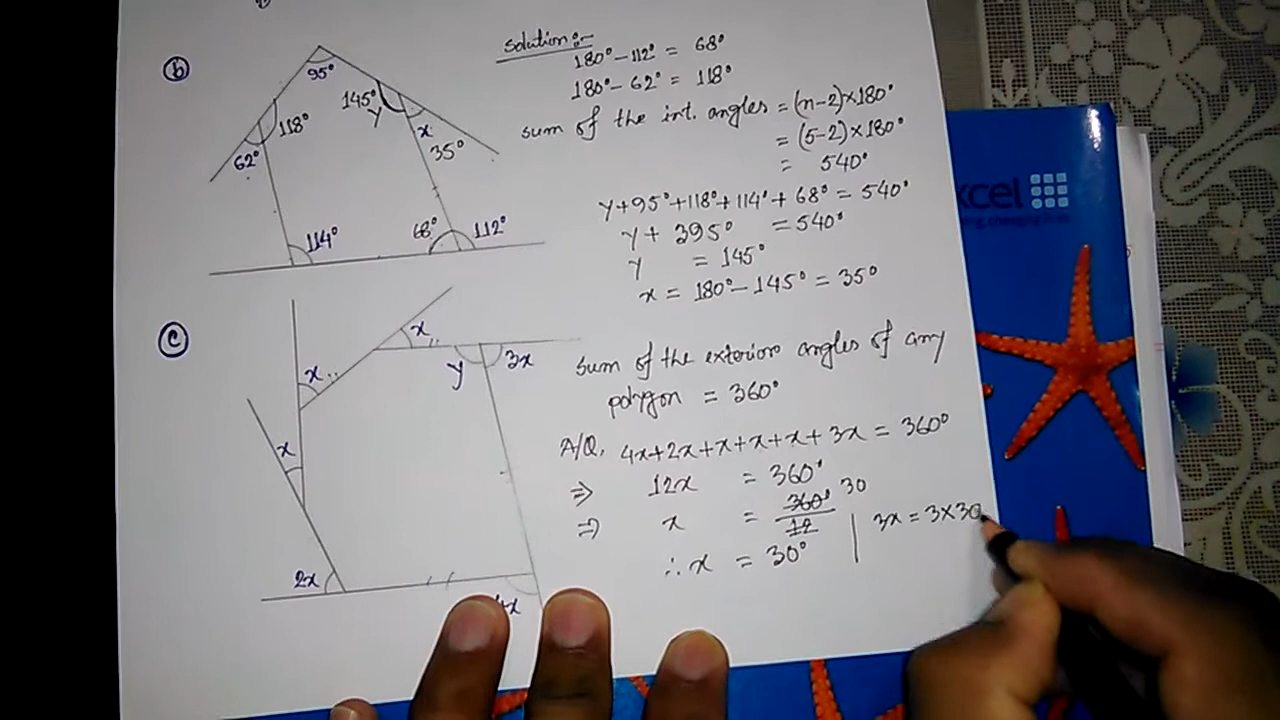 b
95°
145°
y
118°
62°
x
35°
114°
68°
112°
Solution:-
180° - 112° = 68°
180° - 62° = 118°
sum of the int. angles = (n-2)×180°
= (5-2)×180°
= 540°
y+95°+118°+114°+68° = 540°
y + 395° = 540°
y = 145°
x = 180° - 145° = 35°
c
x
x
x
y
3x
2x
4x
sum of the exterior angles of any
polygon = 360°
A/Q, 4x+2x+x+x+x+3x = 360°
⇒ 12x = 360°
⇒ x = 360°/12 30
∴ x = 30° | 3x = 3×30
xcel